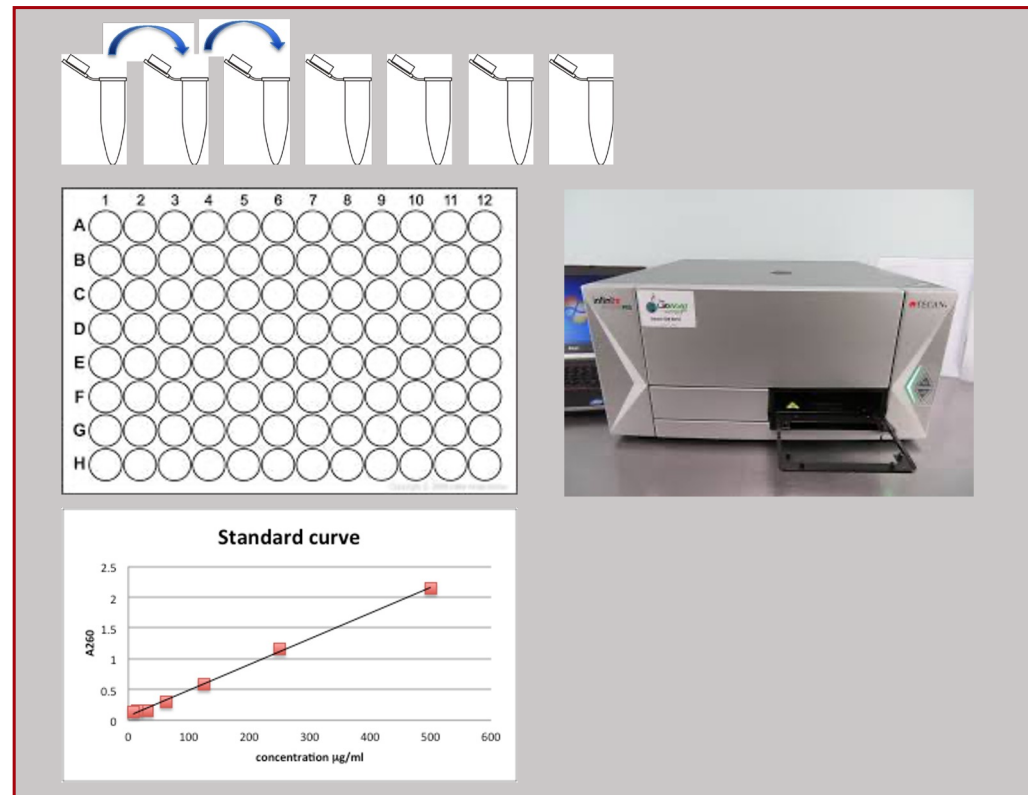 1 2 3 4 5 6 7 8 9 10 11 12
A
B
C
D
E
F
G
H
infinite
TECAN
Standard curve
2.5
2
1.5
1
0.5
0
A260
0 100 200 300 400 500 600
concentration µg/ml